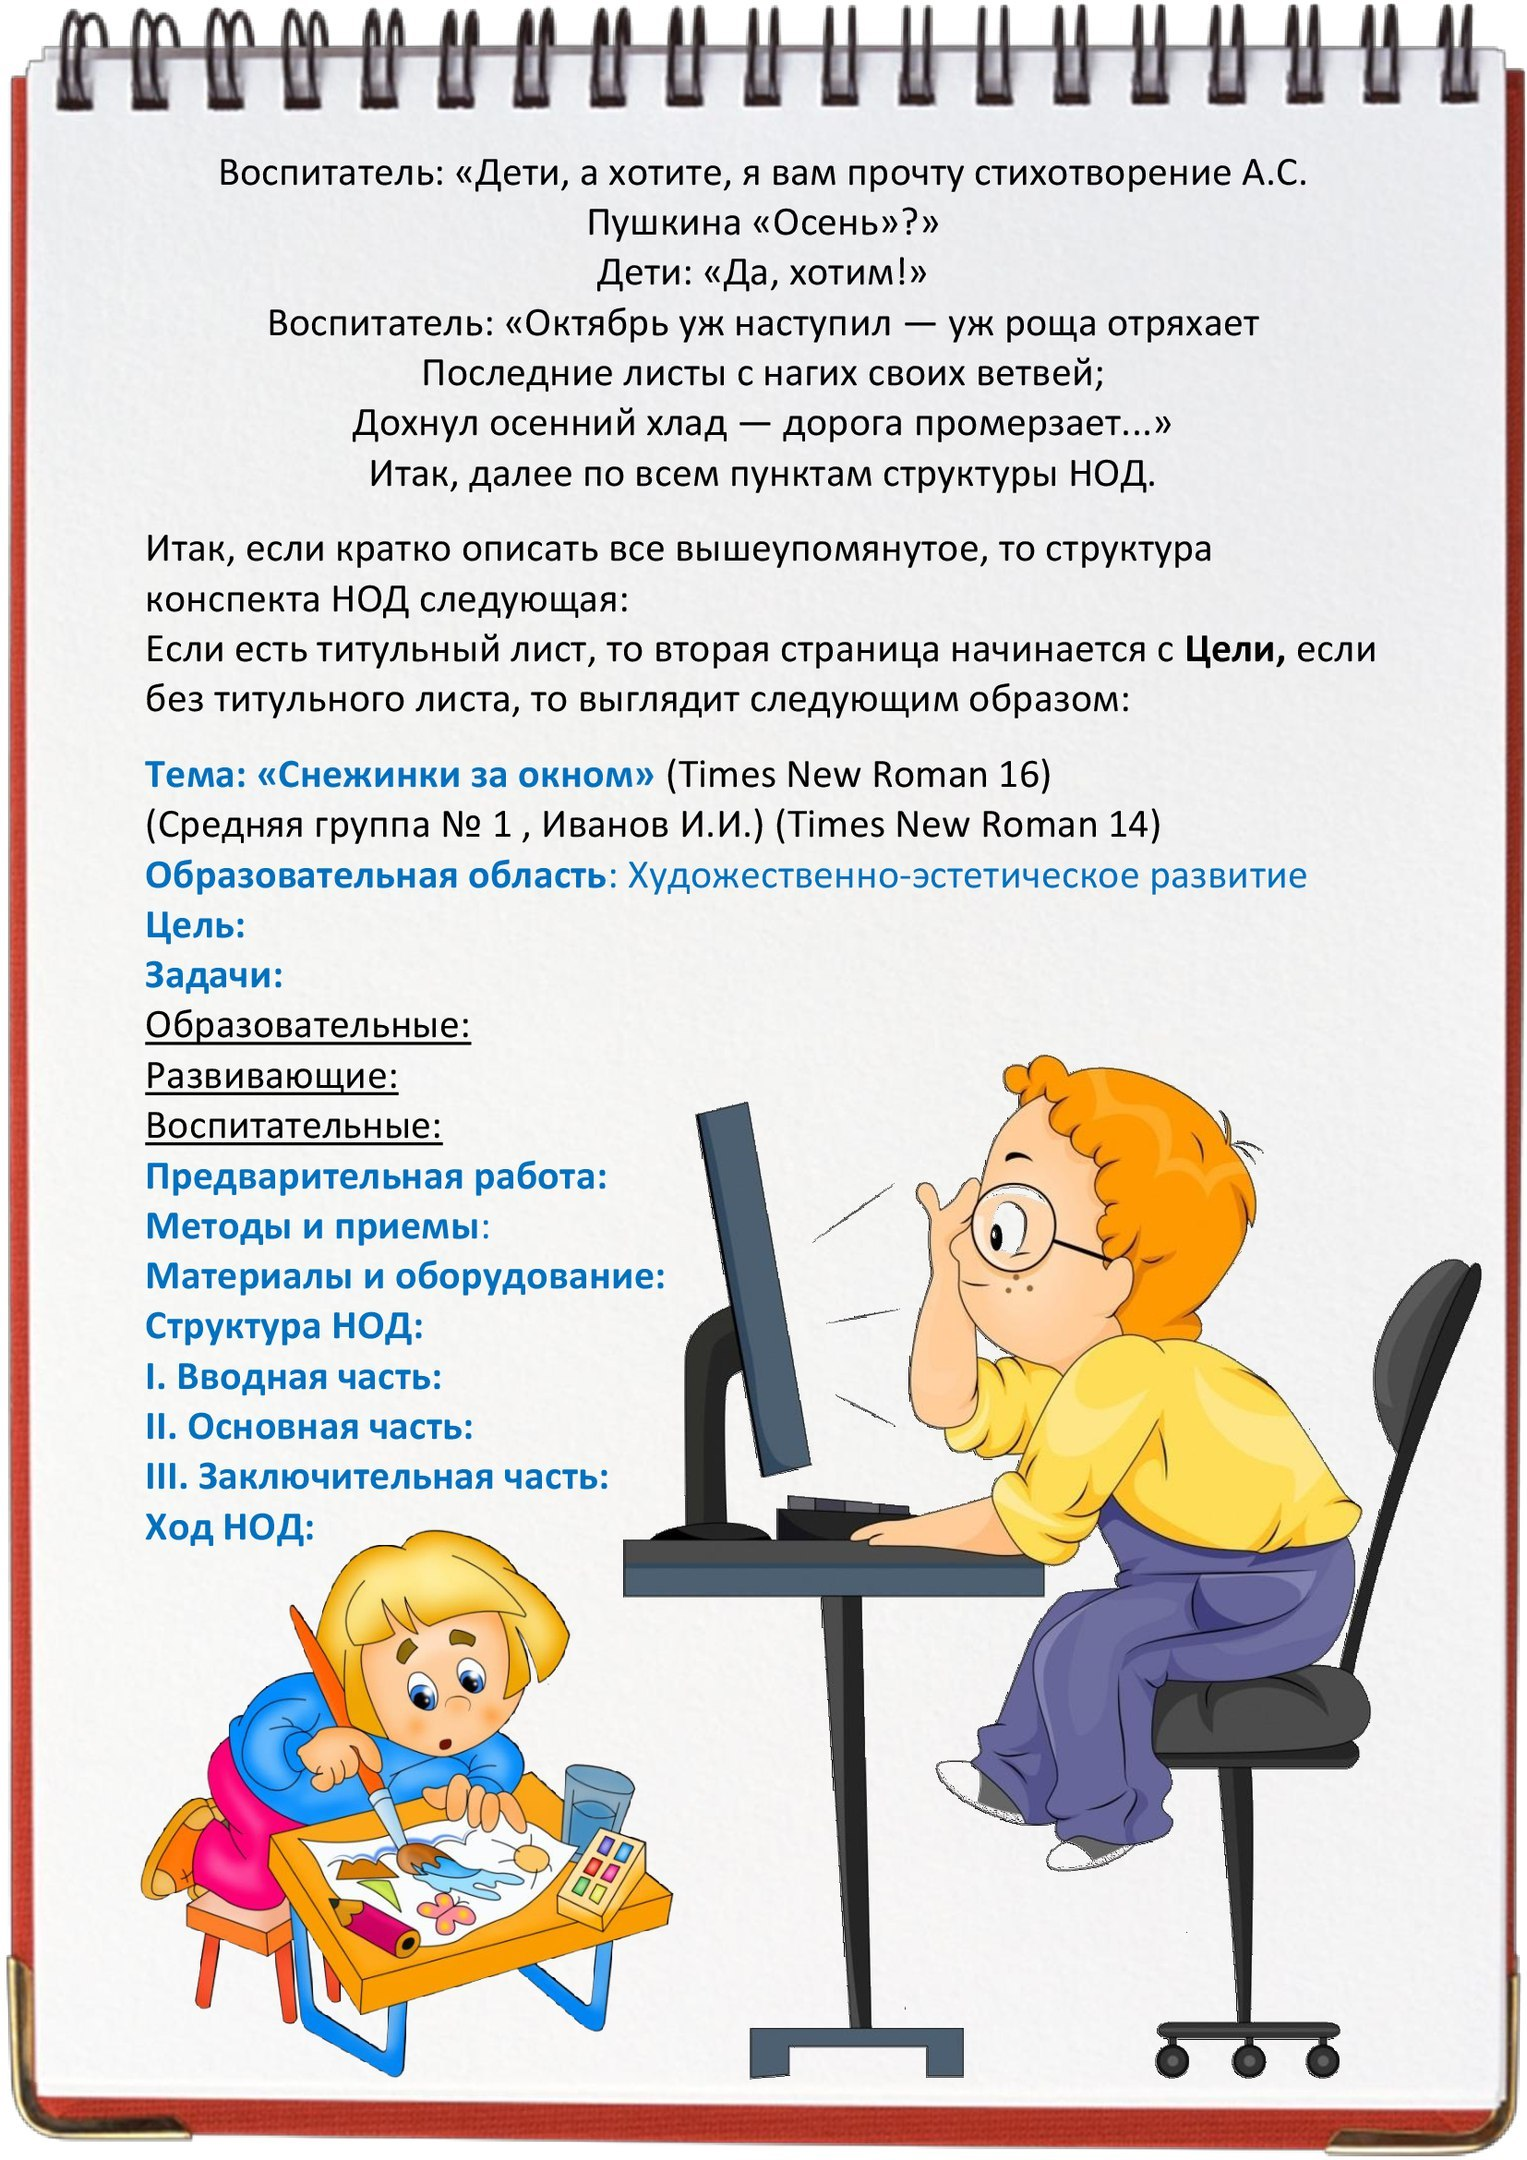 Воспитатель: «Дети, а хотите, я вам прочту стихотворение А.С.
Пушкина «Осень»?»
Дети: «Да, хотим!»
Воспитатель: «Октябрь уж наступил — уж роща отряхает
Последние листы с нагих своих ветвей;
Дохнул осенний хлад — дорога промерзает...»
Итак, далее по всем пунктам структуры НОД.
Итак, если кратко описать все вышеупомянутое, то структура
конспекта НОД следующая:
Если есть титульный лист, то вторая страница начинается с Цели, если
без титульного листа, то выглядит следующим образом:
Тема: «Снежинки за окном» (Times New Roman 16)
(Средняя группа № 1 , Иванов И.И.) (Times New Roman 14)
Образовательная область: Художественно-эстетическое развитие
Цель:
Задачи:
Образовательные:
Развивающие:
Воспитательные:
Предварительная работа:
Методы и приемы:
Материалы и оборудование:
Структура НОД:
I. Вводная часть:
II. Основная часть:
III. Заключительная часть:
Ход НОД: